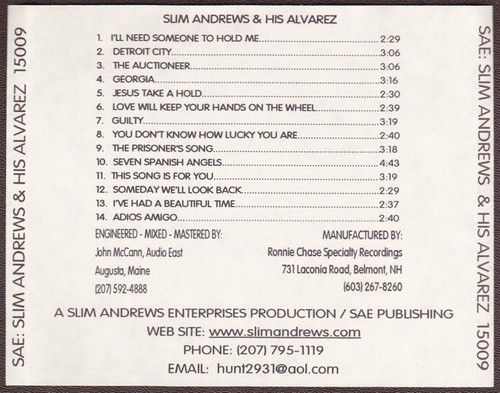 SLIM ANDREWS & HIS ALVAREZ
1. I'LL NEED SOMEONE TO HOLD ME 2:29
2. DETROIT CITY 3:06
3. THE AUCTIONEER 3:06
4. GEORGIA 3:16
5. JESUS TAKE A HOLD 2:30
6. LOVE WILL KEEP YOUR HANDS ON THE WHEEL 2:39
7. GUILTY 3:19
8. YOU DON'T KNOW HOW LUCKY YOU ARE 2:40
9. THE PRISONER'S SONG 3:18
10. SEVEN SPANISH ANGELS 4:43
11. THIS SONG IS FOR YOU 3:19
12. SOMEDAY WE'LL LOOK BACK 2:29
13. I'VE HAD A BEAUTIFUL TIME 2:37
14. ADIOS AMIGO 2:40
ENGINEERED - MIXED - MASTERED BY:
John McCann, Audio East
Augusta, Maine
(207) 592-4888
MANUFACTURED BY:
Ronnie Chase Specialty Recordings
731 Laconia Road, Belmont, NH
(603) 267-8260
A SLIM ANDREWS ENTERPRISES PRODUCTION / SAE PUBLISHING
WEB SITE: www.slimandrews.com
PHONE: (207) 795-1119
EMAIL: hunt2931@aol.com
SAE: SLIM ANDREWS & HIS ALVAREZ 15009
SAE: SLIM ANDREWS & HIS ALVAREZ 15009